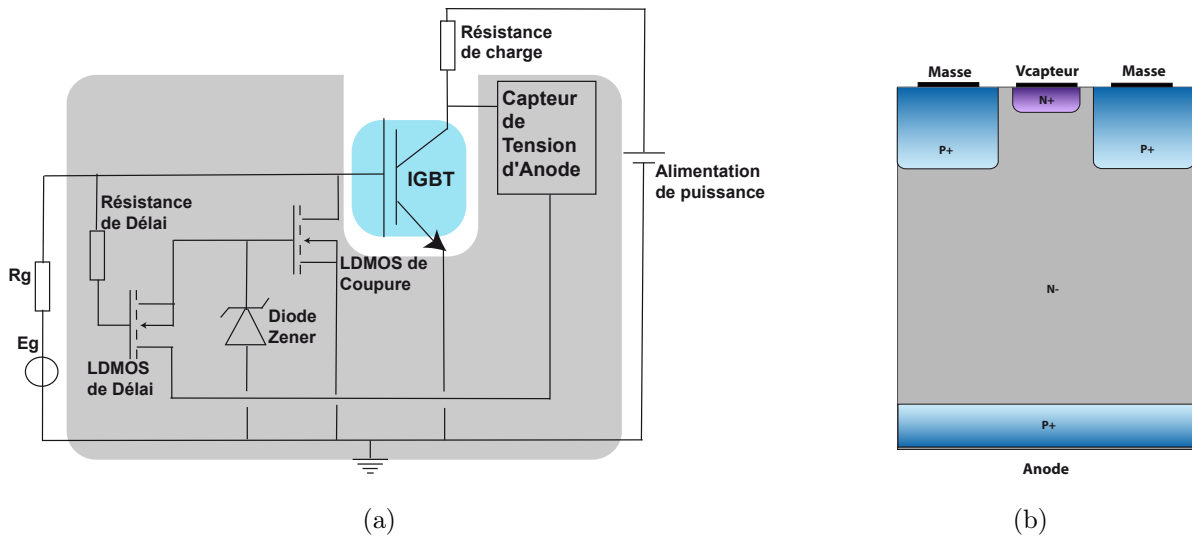 Résistance
de charge
Capteur
de
Tension
d'Anode
IGBT
Alimentation
de puissance
Résistance
de Délai
LDMOS de
Coupure
Rg
Diode
Zener
Eg
LDMOS
de Délai
(a)
Masse
Vcapteur
Masse
N+
P+
P+
N-
P+
Anode
(b)